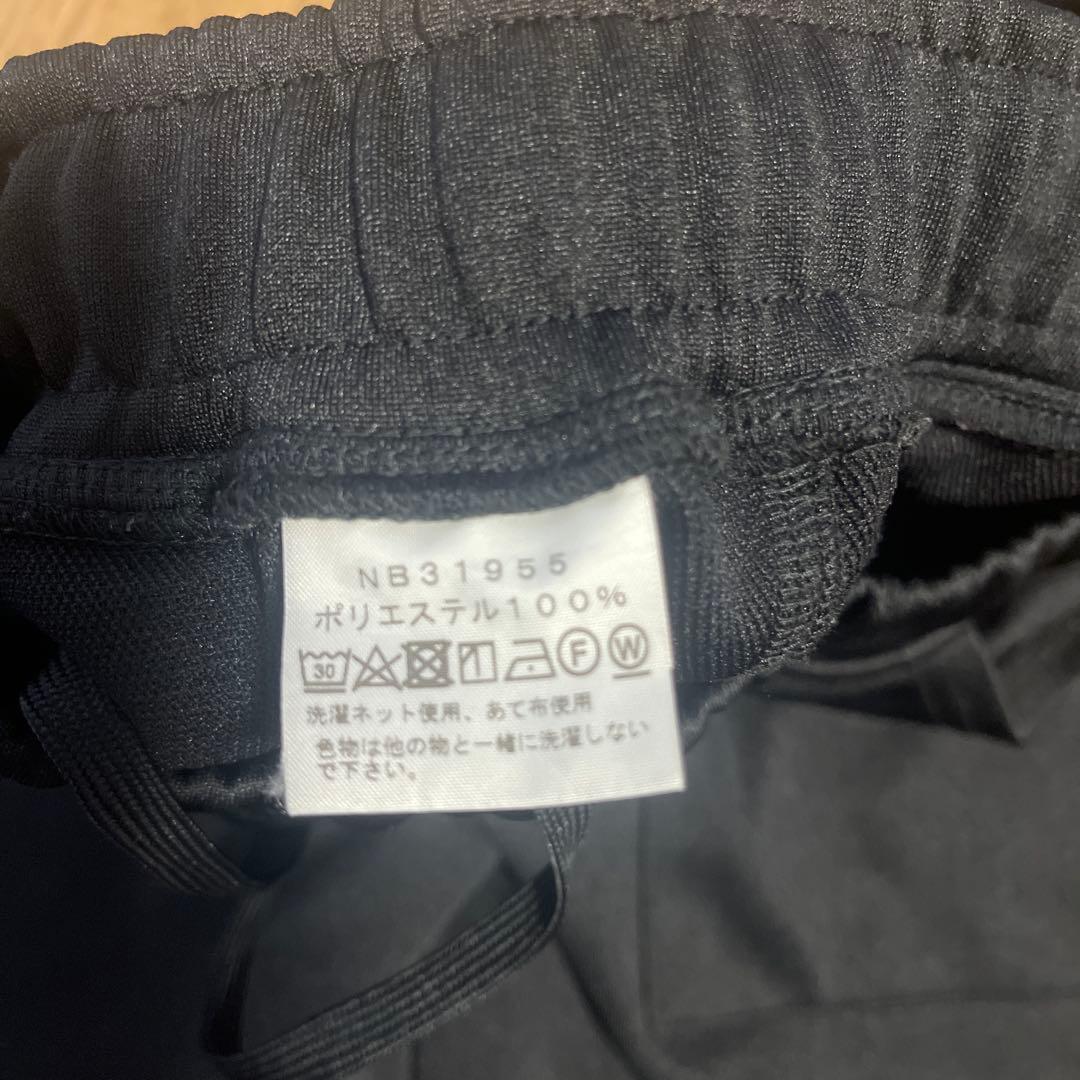 NB31955
ポリエステル100%
30 F W
洗濯ネット使用、あて布使用
色物は他の物と一緒に洗濯しない
で下さい。